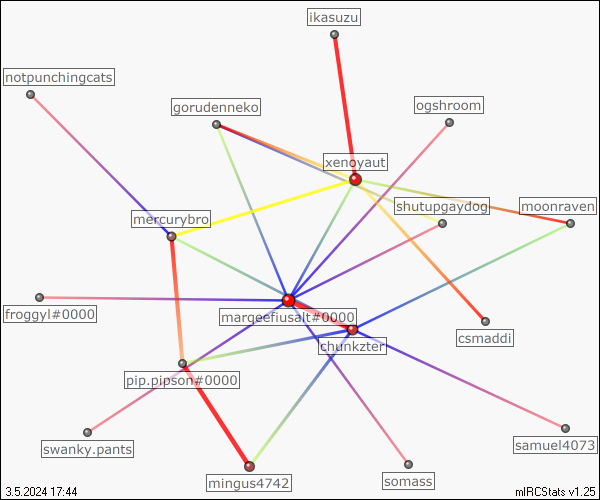 ikasuzu
notpunchingcats
gorudenneko
ogshroom
xenoyaut
shutupgaydog
moonraven
mercurybro
froggyl#0000
margeefiusalt#0000
csmaddi
chunkzter
pip.pipson#0000
swanky.pants
samuel4073
mingus4742
somass
3.5.2024 17:44
mIRCStats v1.25